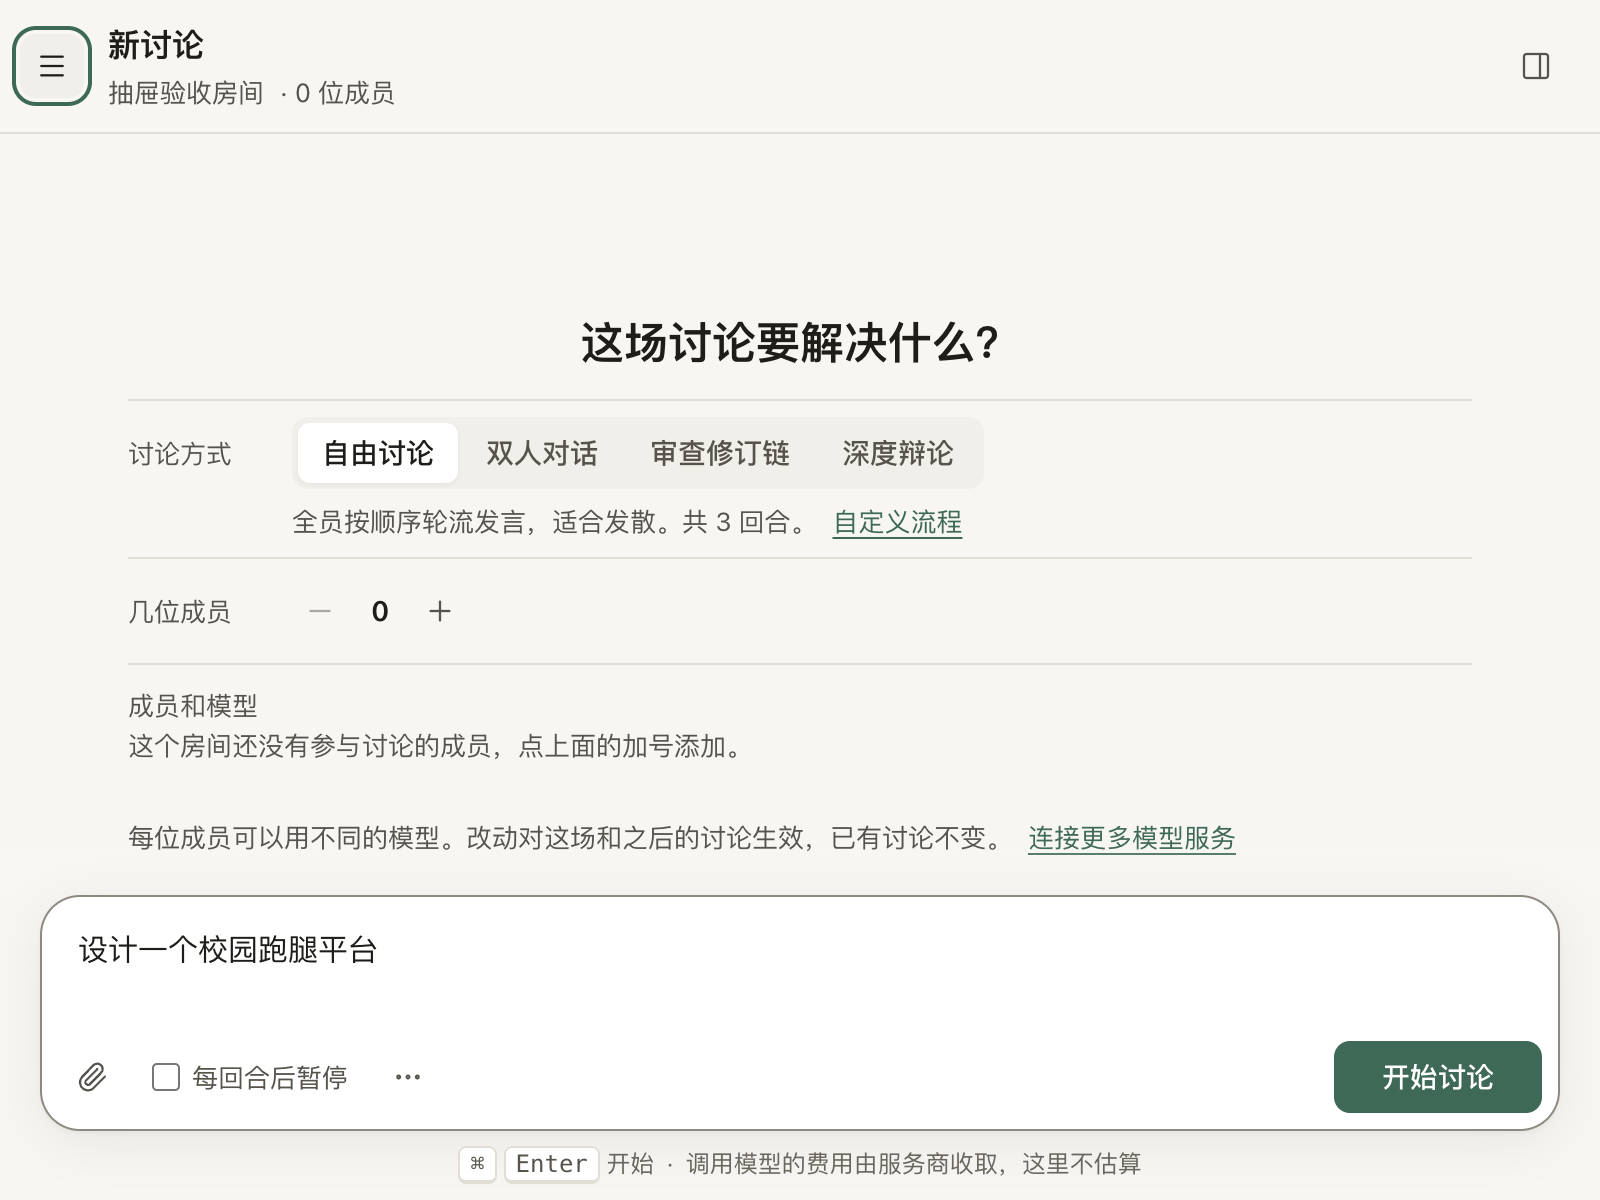 新讨论
抽屉验收房间 · 0 位成员
这场讨论要解决什么?
讨论方式 自由讨论 双人对话 审查修订链 深度辩论
全员按顺序轮流发言，适合发散。共 3 回合。 自定义流程
几位成员 − 0 +
成员和模型
这个房间还没有参与讨论的成员，点上面的加号添加。
每位成员可以用不同的模型。改动对这场和之后的讨论生效，已有讨论不变。 连接更多模型服务
设计一个校园跑腿平台
每回合后暂停 ··· 开始讨论
⌘ Enter 开始 · 调用模型的费用由服务商收取，这里不估算